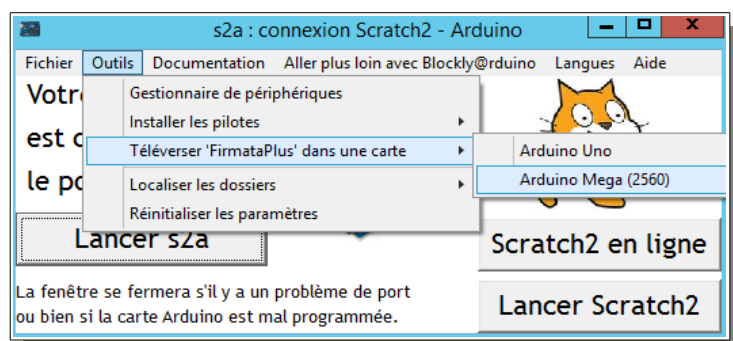 s2a : connexion Scratch2 - Arduino
Fichier Outils Documentation Aller plus loin avec Blockly@rduino Langues Aide
Votr
est c
le po
Gestionnaire de périphériques
Installer les pilotes
Téléverser 'FirmataPlus' dans une carte
Localiser les dossiers
Réinitialiser les paramètres
Arduino Uno
Arduino Mega (2560)
Lancer s2a
Scratch2 en ligne
La fenêtre se fermera s'il y a un problème de port
ou bien si la carte Arduino est mal programmée.
Lancer Scratch2